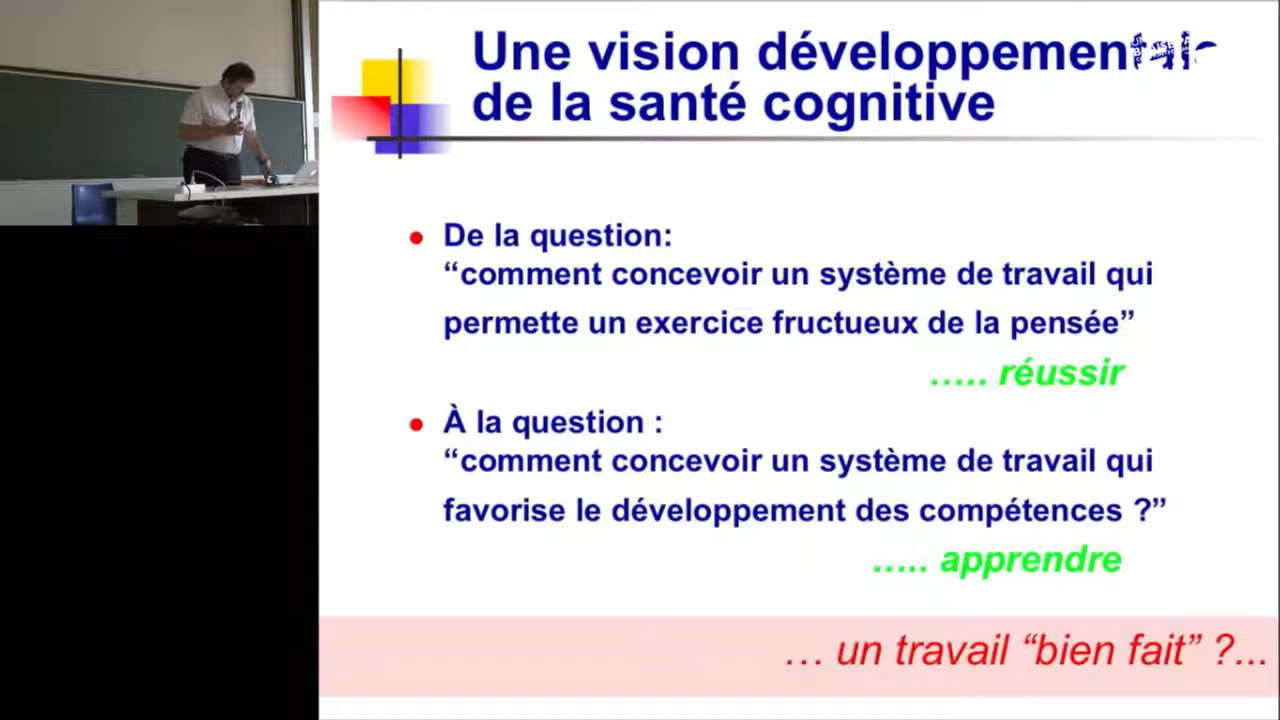 Une vision développemen
de la santé cognitive
De la question:
“comment concevoir un système de travail qui
permette un exercice fructueux de la pensée”
….. réussir
À la question :
“comment concevoir un système de travail qui
favorise le développement des compétences ?”
….. apprendre
… un travail “bien fait” ?...